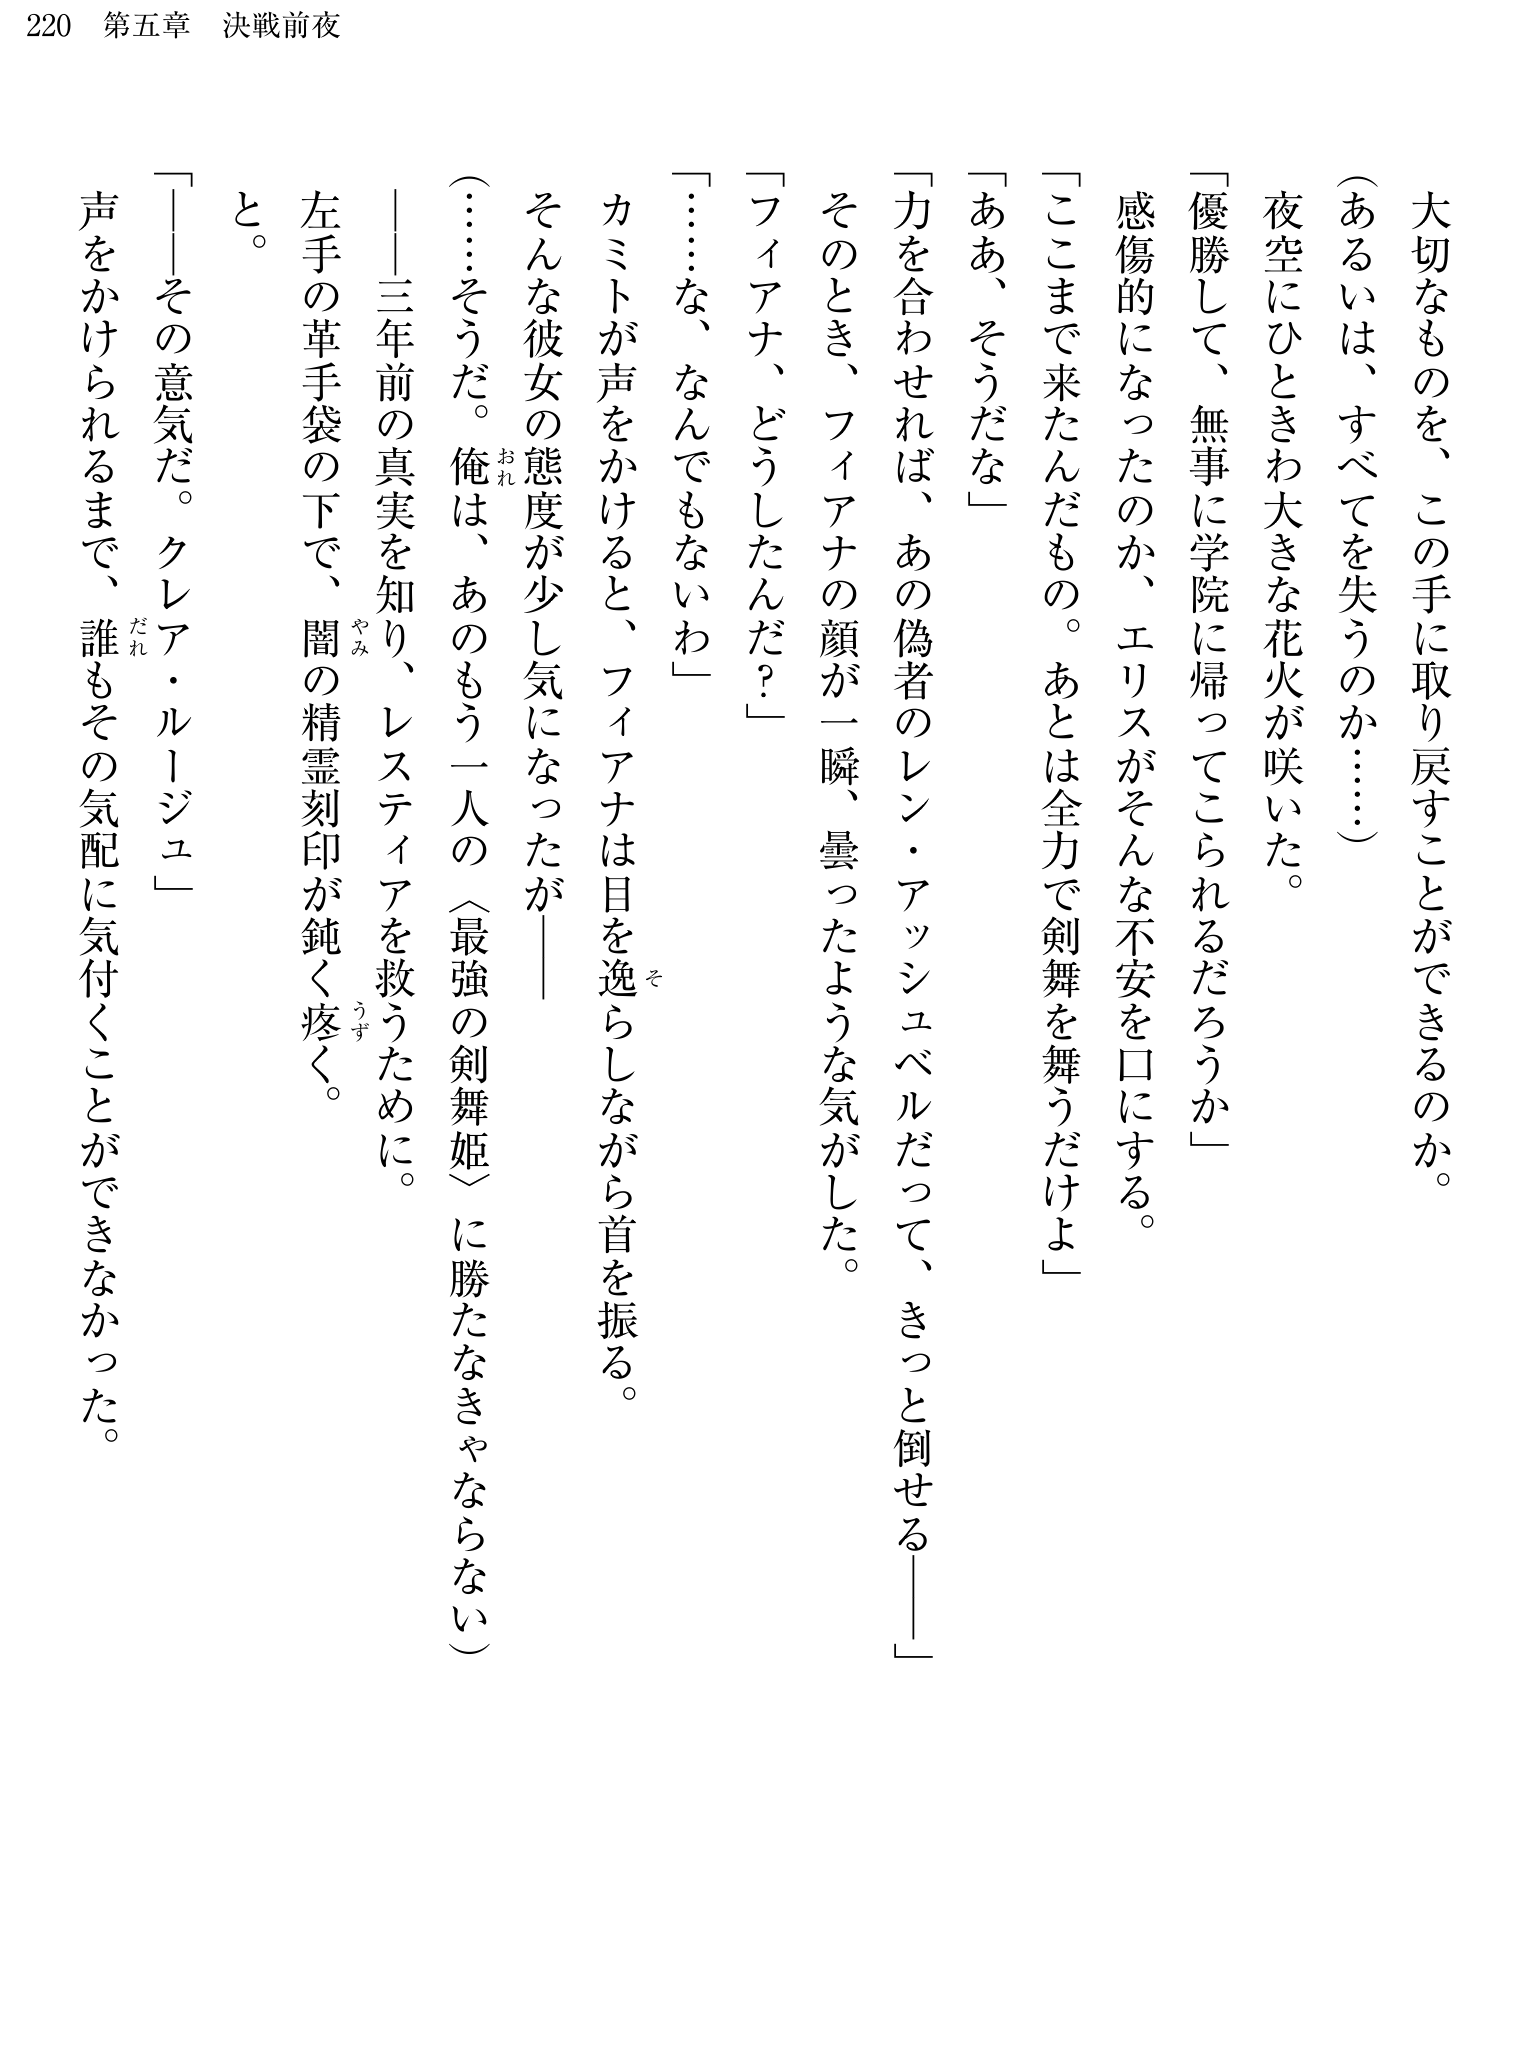 220　第五章　決戦前夜
大切なものを、この手に取り戻すことができるのか。
（あるいは、すべてを失うのか……）
夜空にひときわ大きな花火が咲いた。
「優勝して、無事に学院に帰ってこられるだろうか」
感傷的になったのか、エリスがそんな不安を口にする。
「ここまで来たんだもの。あとは全力で剣舞を舞うだけよ」
「ああ、そうだな」
「力を合わせれば、あの偽者のレン・アッシュベルだって、きっと倒せる――」
そのとき、フィアナの顔が一瞬、曇ったような気がした。
「フィアナ、どうしたんだ？」
「……な、なんでもないわ」
カミトが声をかけると、フィアナは目を逸らしながら首を振る。
そんな彼女の態度が少し気になったが――
（……そうだ。俺は、あのもう一人の〈最強の剣舞姫〉に勝たなきゃならない）
――三年前の真実を知り、レスティアを救うために。
左手の革手袋の下で、闇の精霊刻印が鈍く疼く。
と。
「――その意気だ。クレア・ルージュ」
声をかけられるまで、誰もその気配に気付くことができなかった。